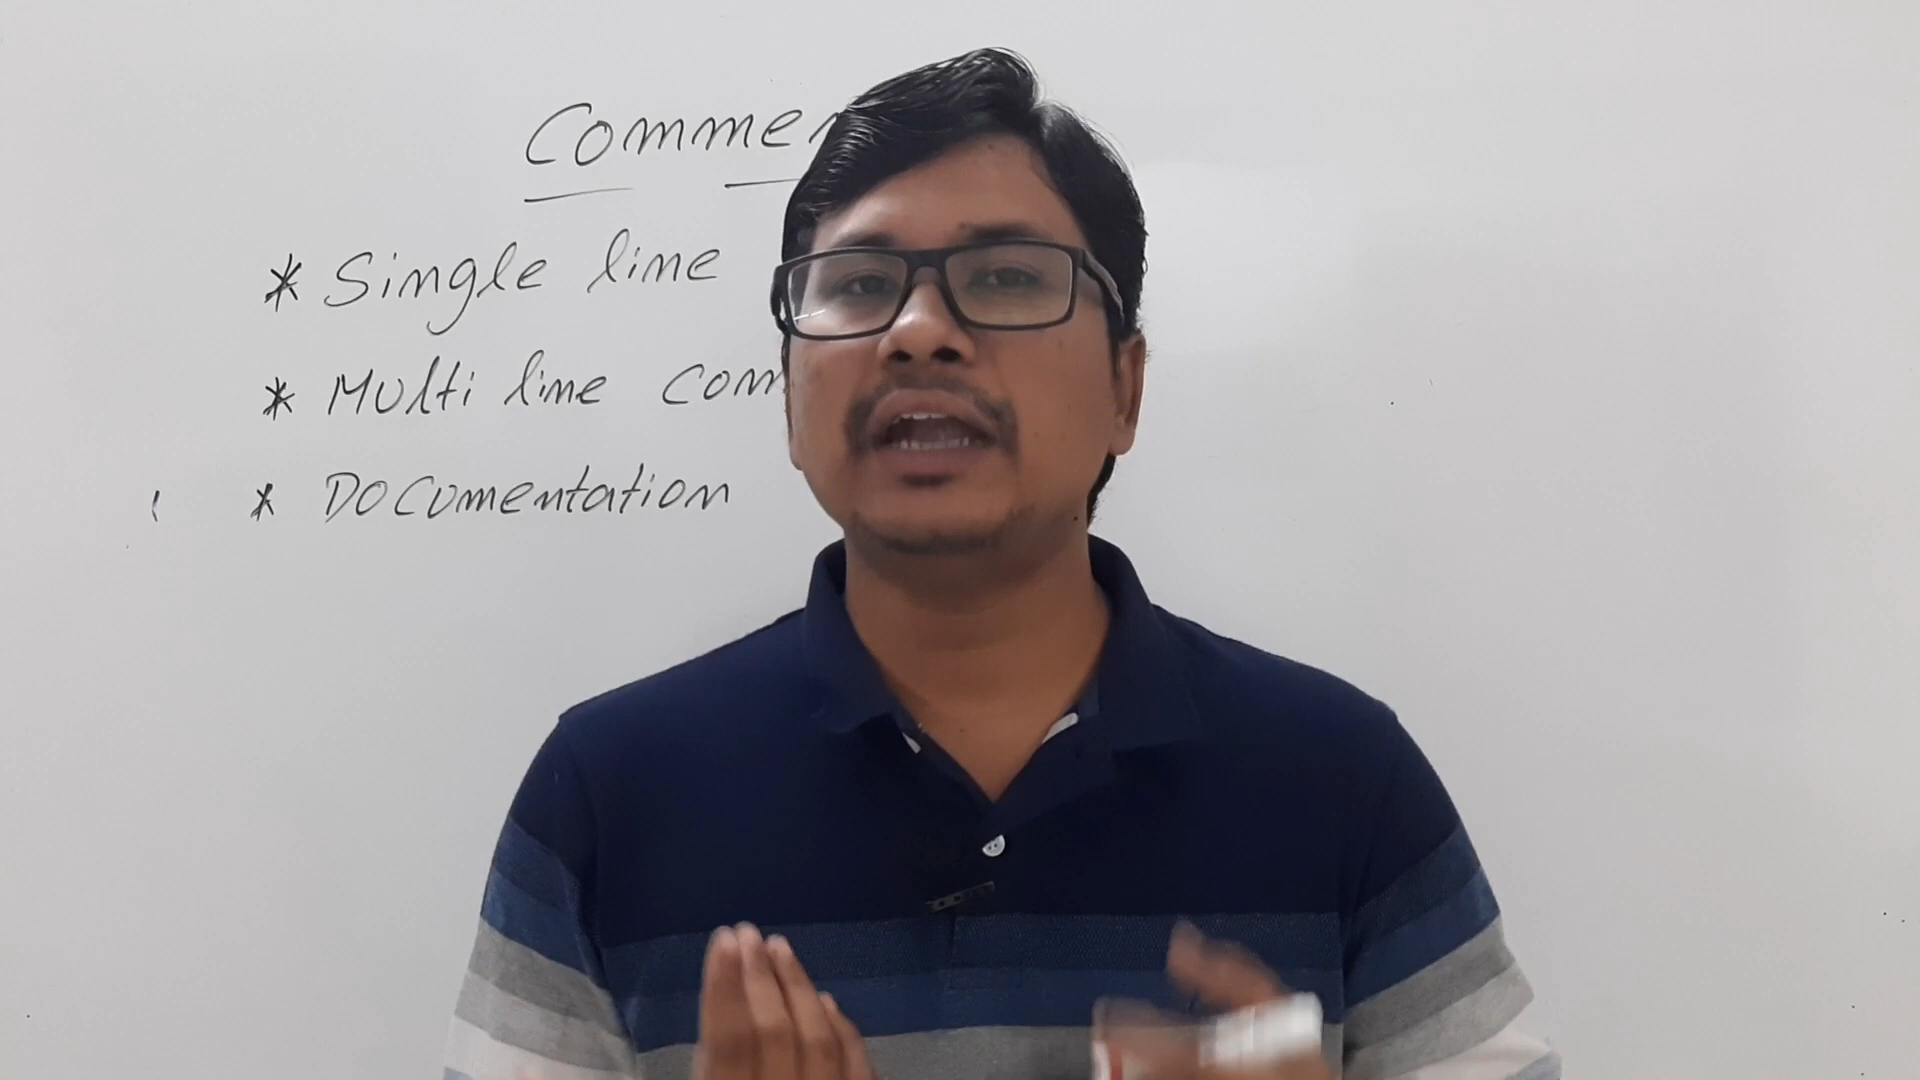 Commen
* Single line
* Multi line com
* Documentation